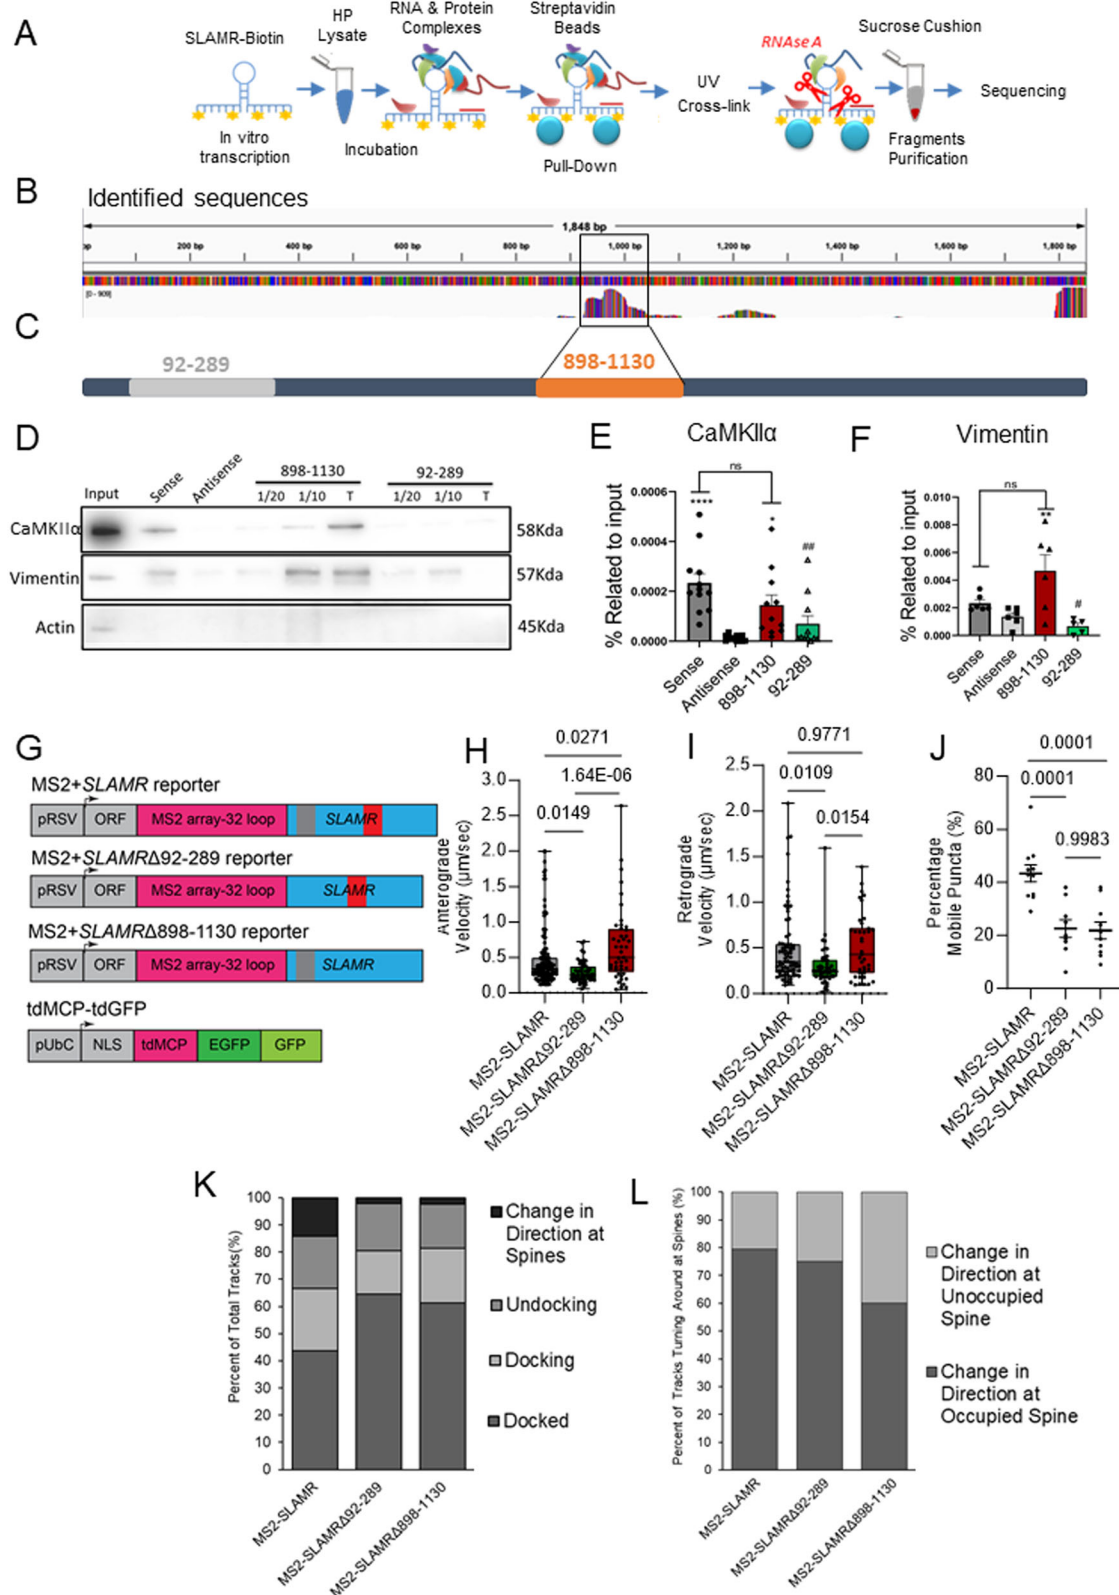 A
SLAMR-Biotin
In vitro
transcription
HP
Lysate
Incubation
RNA & Protein
Complexes
Streptavidin
Beads
Pull-Down
UV
Cross-link
RNAse A
Sucrose Cushion
Fragments
Purification
Sequencing
B
Identified sequences
1,848 bp
bp
200 bp
400 bp
600 bp
800 bp
1,000 bp
1,200 bp
1,400 bp
1,600 bp
1,800 bp
[0 - 909]
C
92-289
898-1130
D
Input
Sense
Antisense
898-1130
92-289
1/20
1/10
T
1/20
1/10
T
CaMKIIα
58Kda
Vimentin
57Kda
Actin
45Kda
E
CaMKIIα
% Related to input
0.0006
0.0004
0.0002
0.0000
ns
****
*
##
Sense
Antisense
898-1130
92-289
F
Vimentin
% Related to input
0.010
0.008
0.006
0.004
0.002
0.000
ns
**
#
Sense
Antisense
898-1130
92-289
G
MS2+SLAMR reporter
pRSV
ORF
MS2 array-32 loop
SLAMR
MS2+SLAMRΔ92-289 reporter
pRSV
ORF
MS2 array-32 loop
SLAMR
MS2+SLAMRΔ898-1130 reporter
pRSV
ORF
MS2 array-32 loop
SLAMR
tdMCP-tdGFP
pUbC
NLS
tdMCP
EGFP
GFP
H
Anterograde
Velocity (μm/sec)
3.0
2.5
2.0
1.5
1.0
0.5
0.0
0.0271
1.64E-06
0.0149
MS2-SLAMR
MS2-SLAMRΔ92-289
MS2-SLAMRΔ898-1130
I
Retrograde
Velocity (μm/sec)
2.5
2.0
1.5
1.0
0.5
0.0
0.9771
0.0109
0.0154
MS2-SLAMR
MS2-SLAMRΔ92-289
MS2-SLAMRΔ898-1130
J
Percentage
Mobile Puncta (%)
80
60
40
20
0
0.0001
0.0001
0.9983
MS2-SLAMR
MS2-SLAMRΔ92-289
MS2-SLAMRΔ898-1130
K
Percent of Total Tracks(%)
100
90
80
70
60
50
40
30
20
10
0
MS2-SLAMR
MS2-SLAMRΔ92-289
MS2-SLAMRΔ898-1130
Change in
Direction at
Spines
Undocking
Docking
Docked
L
Percent of Tracks Turning Around at Spines (%)
100
90
80
70
60
50
40
30
20
10
0
MS2-SLAMR
MS2-SLAMRΔ92-289
MS2-SLAMRΔ898-1130
Change in
Direction at
Unoccupied
Spine
Change in
Direction at
Occupied Spine